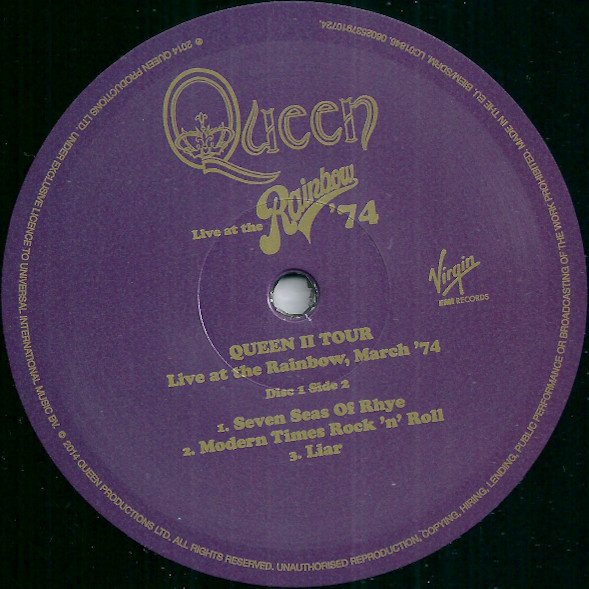 Queen
Live at the Rainbow '74
Virgin
EMI RECORDS
QUEEN II TOUR
Live at the Rainbow, March '74
Disc 1 Side 2
1. Seven Seas Of Rhye
2. Modern Times Rock 'n' Roll
3. Liar
℗ 2014 QUEEN PRODUCTIONS LTD. UNDER EXCLUSIVE LICENCE TO UNIVERSAL INTERNATIONAL MUSIC BV. © 2014 QUEEN PRODUCTIONS LTD. ALL RIGHTS RESERVED. UNAUTHORISED REPRODUCTION, COPYING, HIRING, LENDING, PUBLIC PERFORMANCE OR BROADCASTING OF THE WORK PROHIBITED. MADE IN THE EU. BIEM/SDRM. LC01846. 0602537910724.